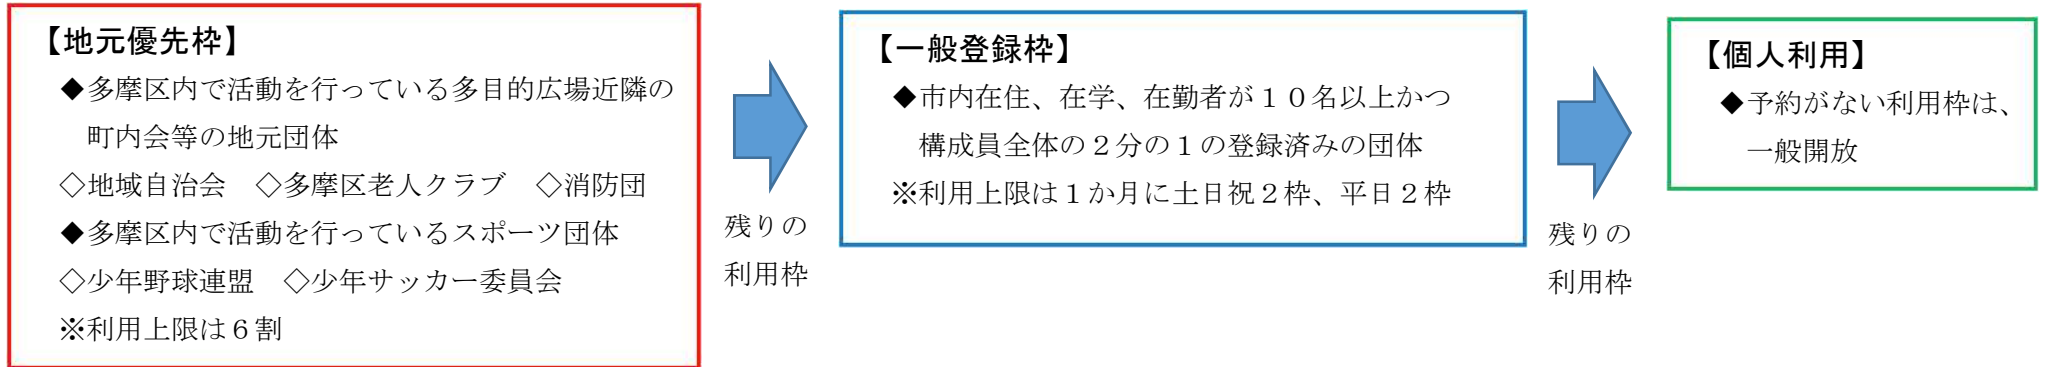 【地元優先枠】
◆多摩区内で活動を行っている多目的広場近隣の
町内会等の地元団体
◇地域自治会　◇多摩区老人クラブ　◇消防団
◆多摩区内で活動を行っているスポーツ団体
◇少年野球連盟　◇少年サッカー委員会
※利用上限は６割
残りの
利用枠
【一般登録枠】
◆市内在住、在学、在勤者が１０名以上かつ
構成員全体の２分の１の登録済みの団体
※利用上限は１か月に土日祝２枠、平日２枠
残りの
利用枠
【個人利用】
◆予約がない利用枠は、
一般開放